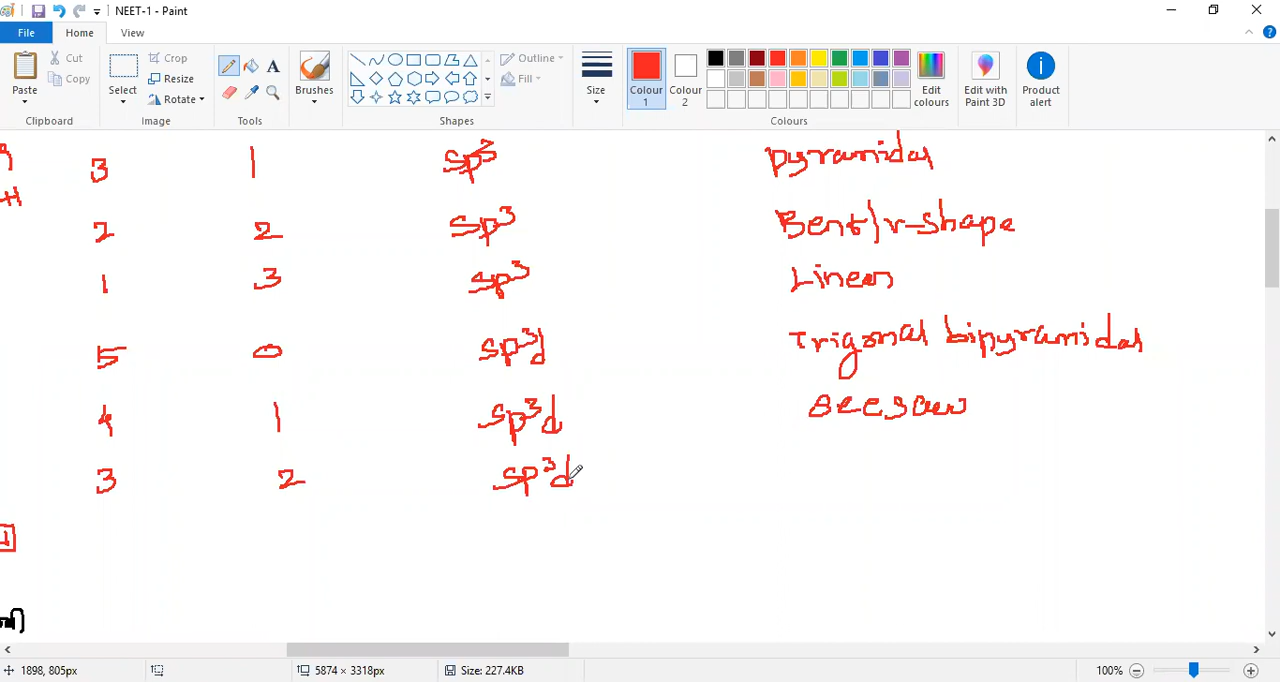 NEET-1 - Paint
File Home View
Paste Cut Copy Clipboard
Select Crop Resize Rotate Image
Tools
Brushes
Outline Fill Shapes
Size
Colour 1 Colour 2 Edit colours Colours
Edit with Paint 3D
Product alert
3 1 sp³ Pyramidal
2 2 sp³ Bent/v-shape
1 3 sp³ Linear
5 0 sp³d Trigonal bipyramidal
4 1 sp³d seesaw
3 2 sp³d
1898, 805px 5874 × 3318px Size: 227.4KB 100%